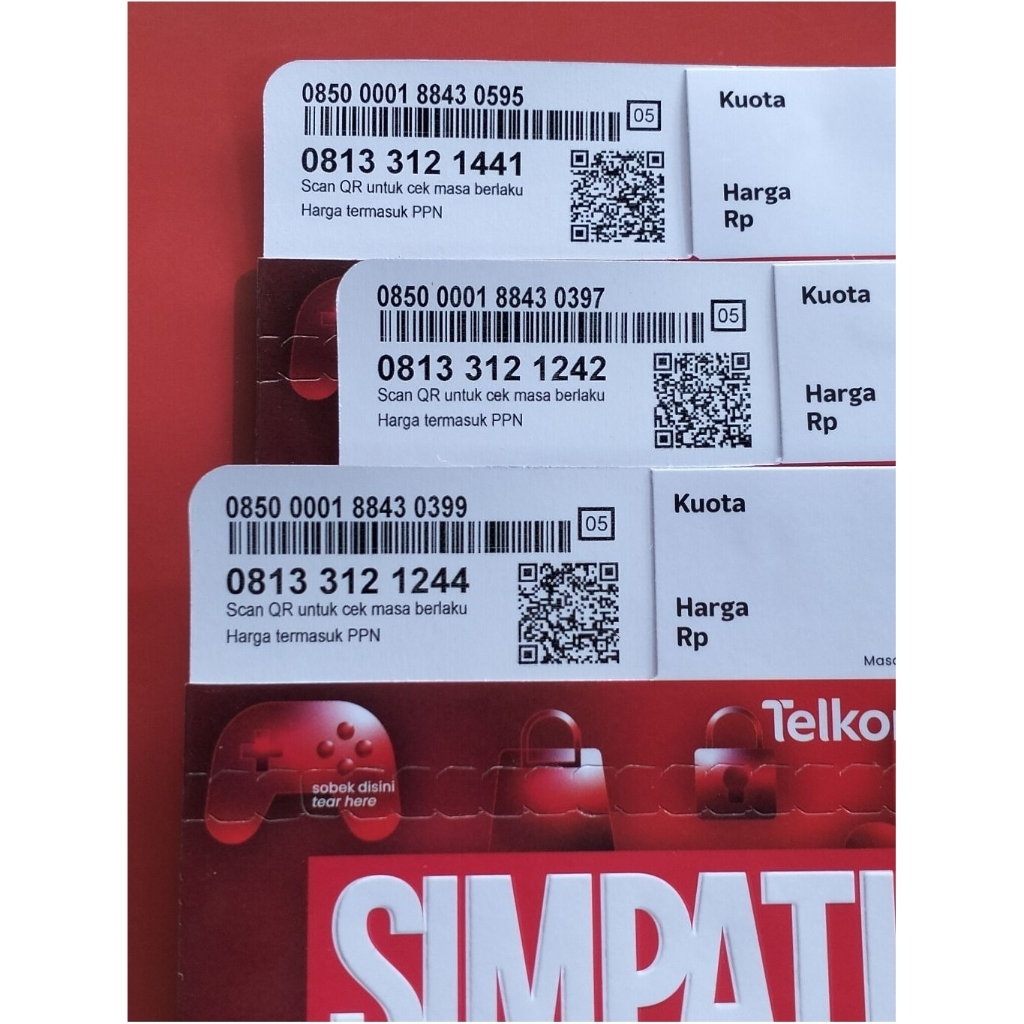 0850 0001 8843 0595
05
0813 312 1441
Scan QR untuk cek masa berlaku
Harga termasuk PPN
Kuota
Harga
Rp
0850 0001 8843 0397
05
0813 312 1242
Scan QR untuk cek masa berlaku
Harga termasuk PPN
Kuota
Harga
Rp
0850 0001 8843 0399
05
0813 312 1244
Scan QR untuk cek masa berlaku
Harga termasuk PPN
Kuota
Harga
Rp
Masa
Telko
sobek disini
tear here
SIMPATI